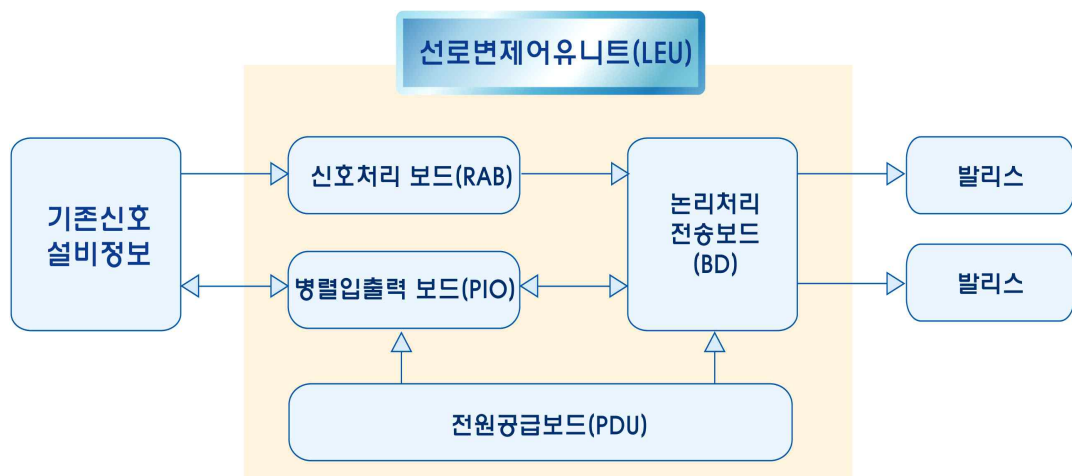 선로변제어유니트(LEU)
기존신호
설비정보
신호처리 보드(RAB)
병렬입출력 보드(PIO)
논리처리
전송보드
(BD)
발리스
발리스
전원공급보드(PDU)